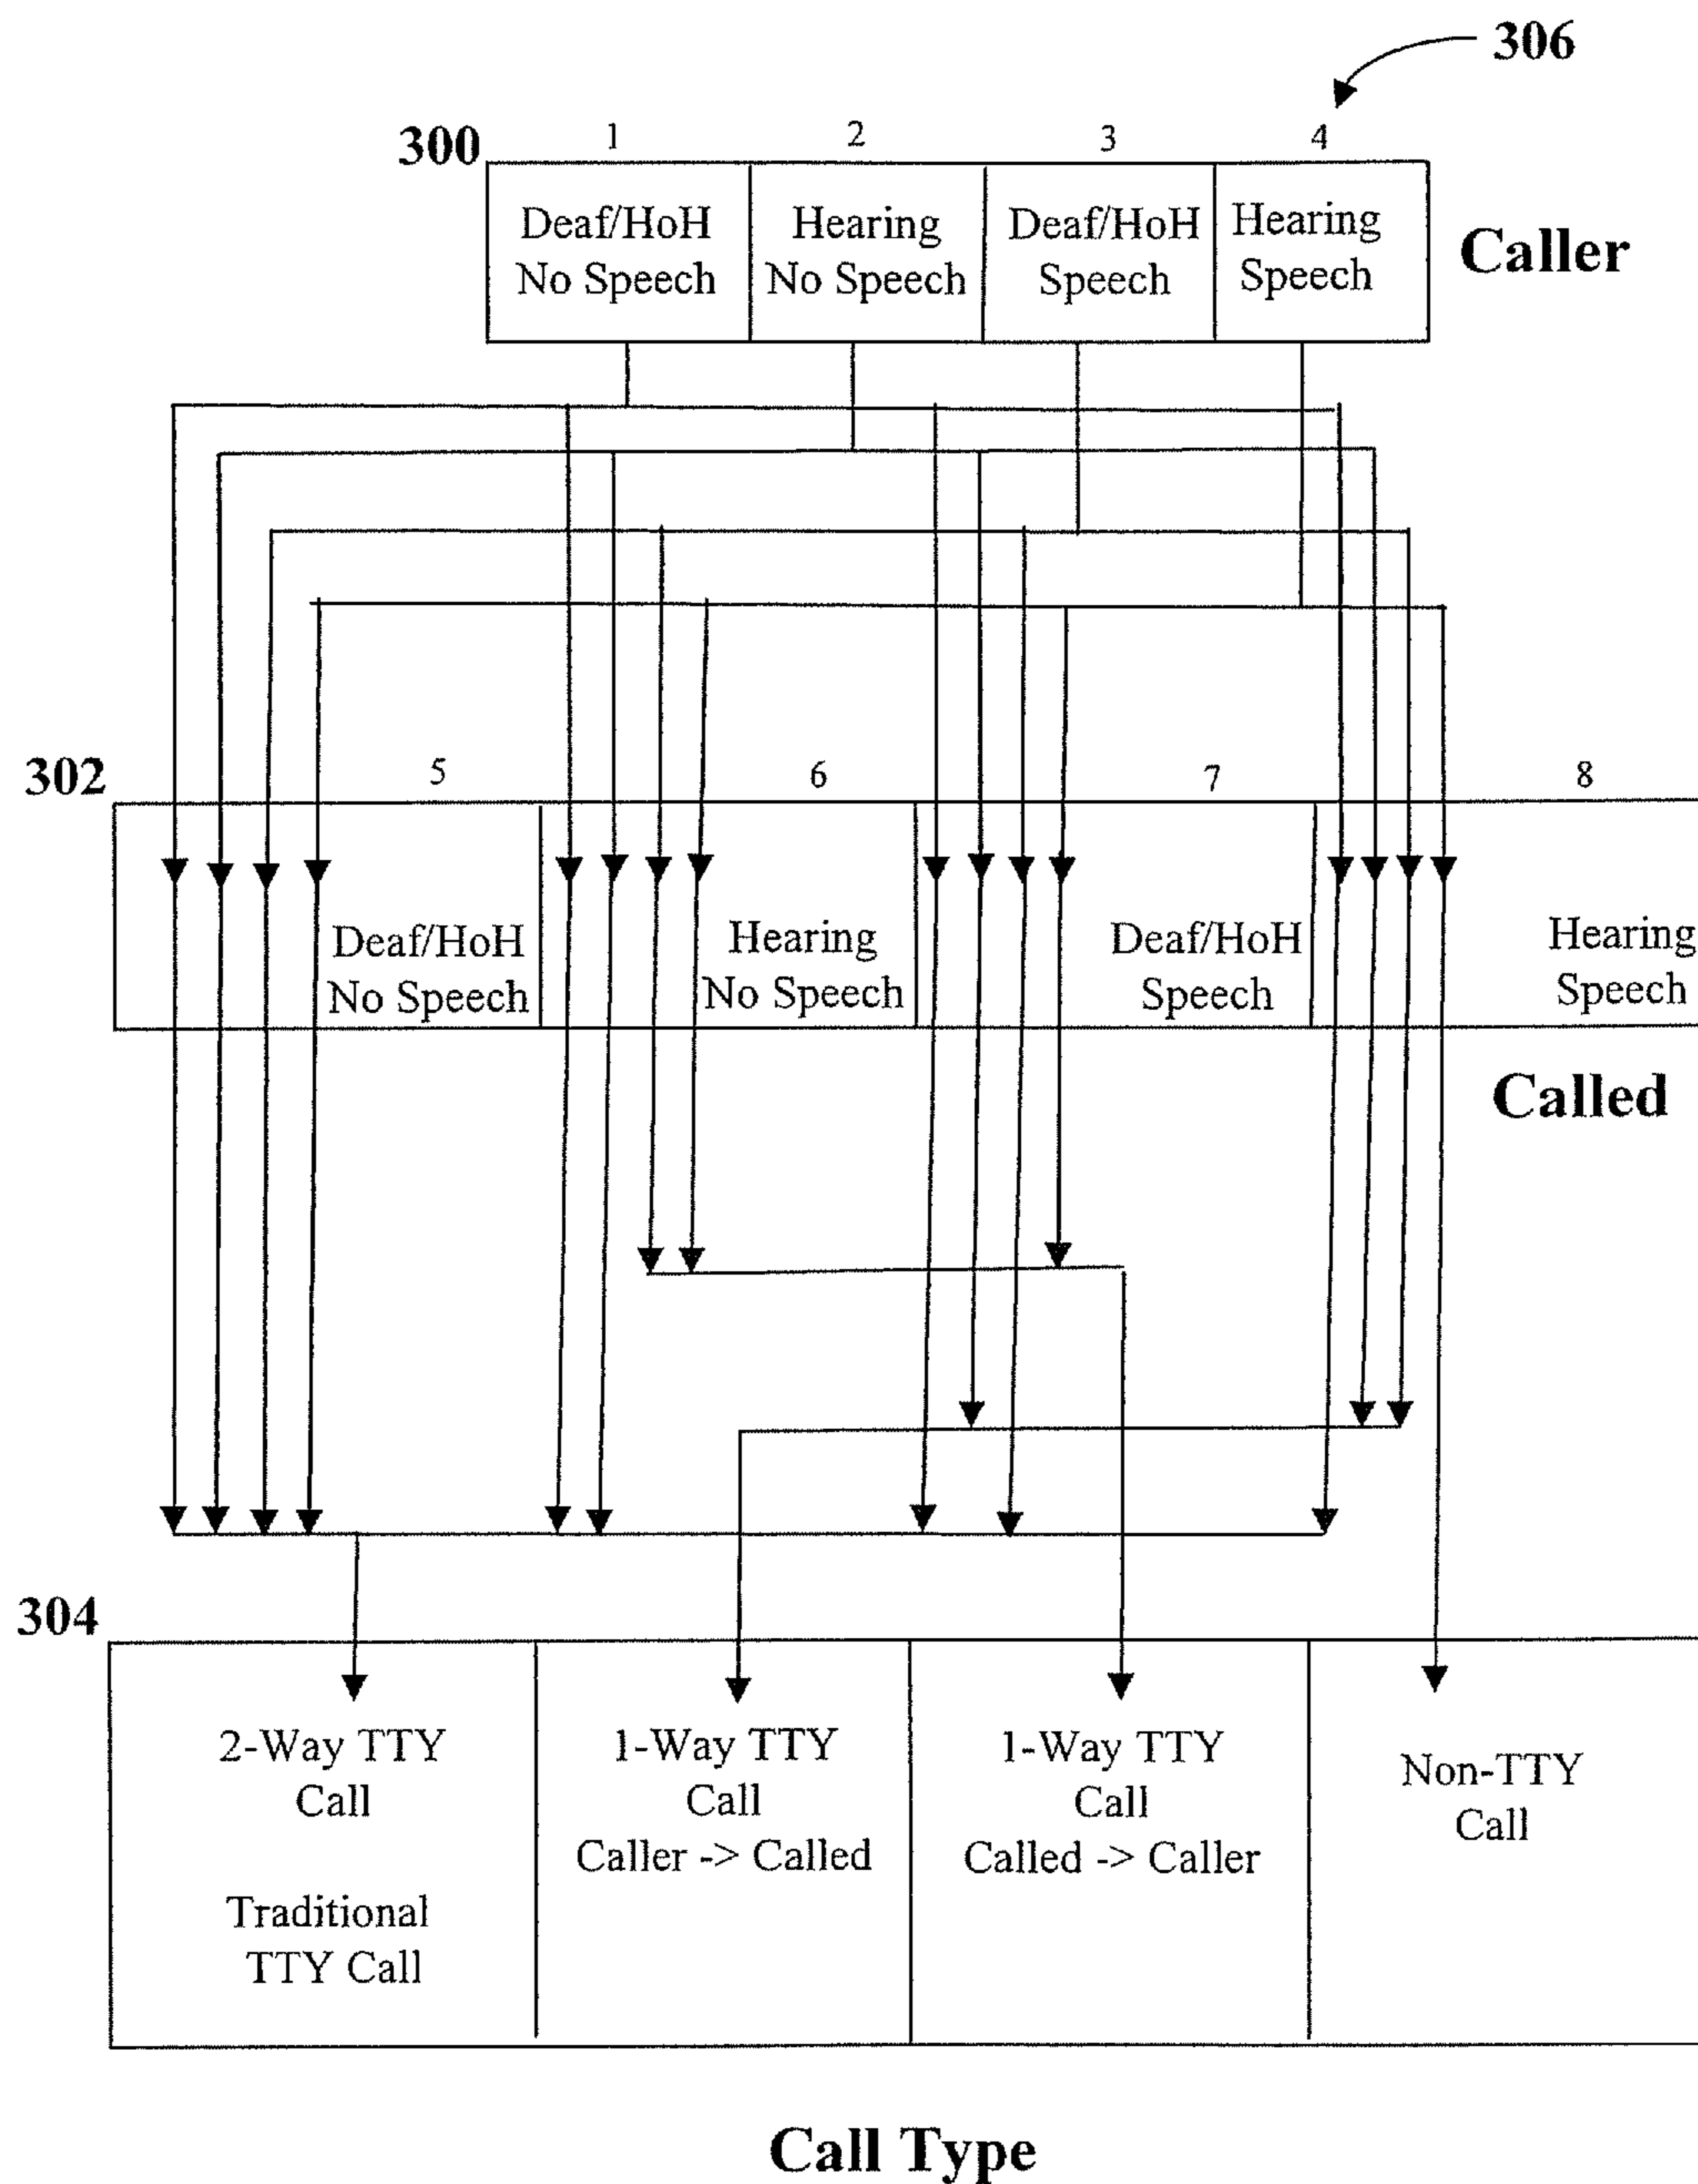 306
300
1 2 3 4
Deaf/HoH
No Speech
Hearing
No Speech
Deaf/HoH
Speech
Hearing
Speech
Caller
302
5 6 7 8
Deaf/HoH
No Speech
Hearing
No Speech
Deaf/HoH
Speech
Hearing
Speech
Called
304
2-Way TTY
Call
Traditional
TTY Call
1-Way TTY
Call
Caller -> Called
1-Way TTY
Call
Called -> Caller
Non-TTY
Call
Call Type